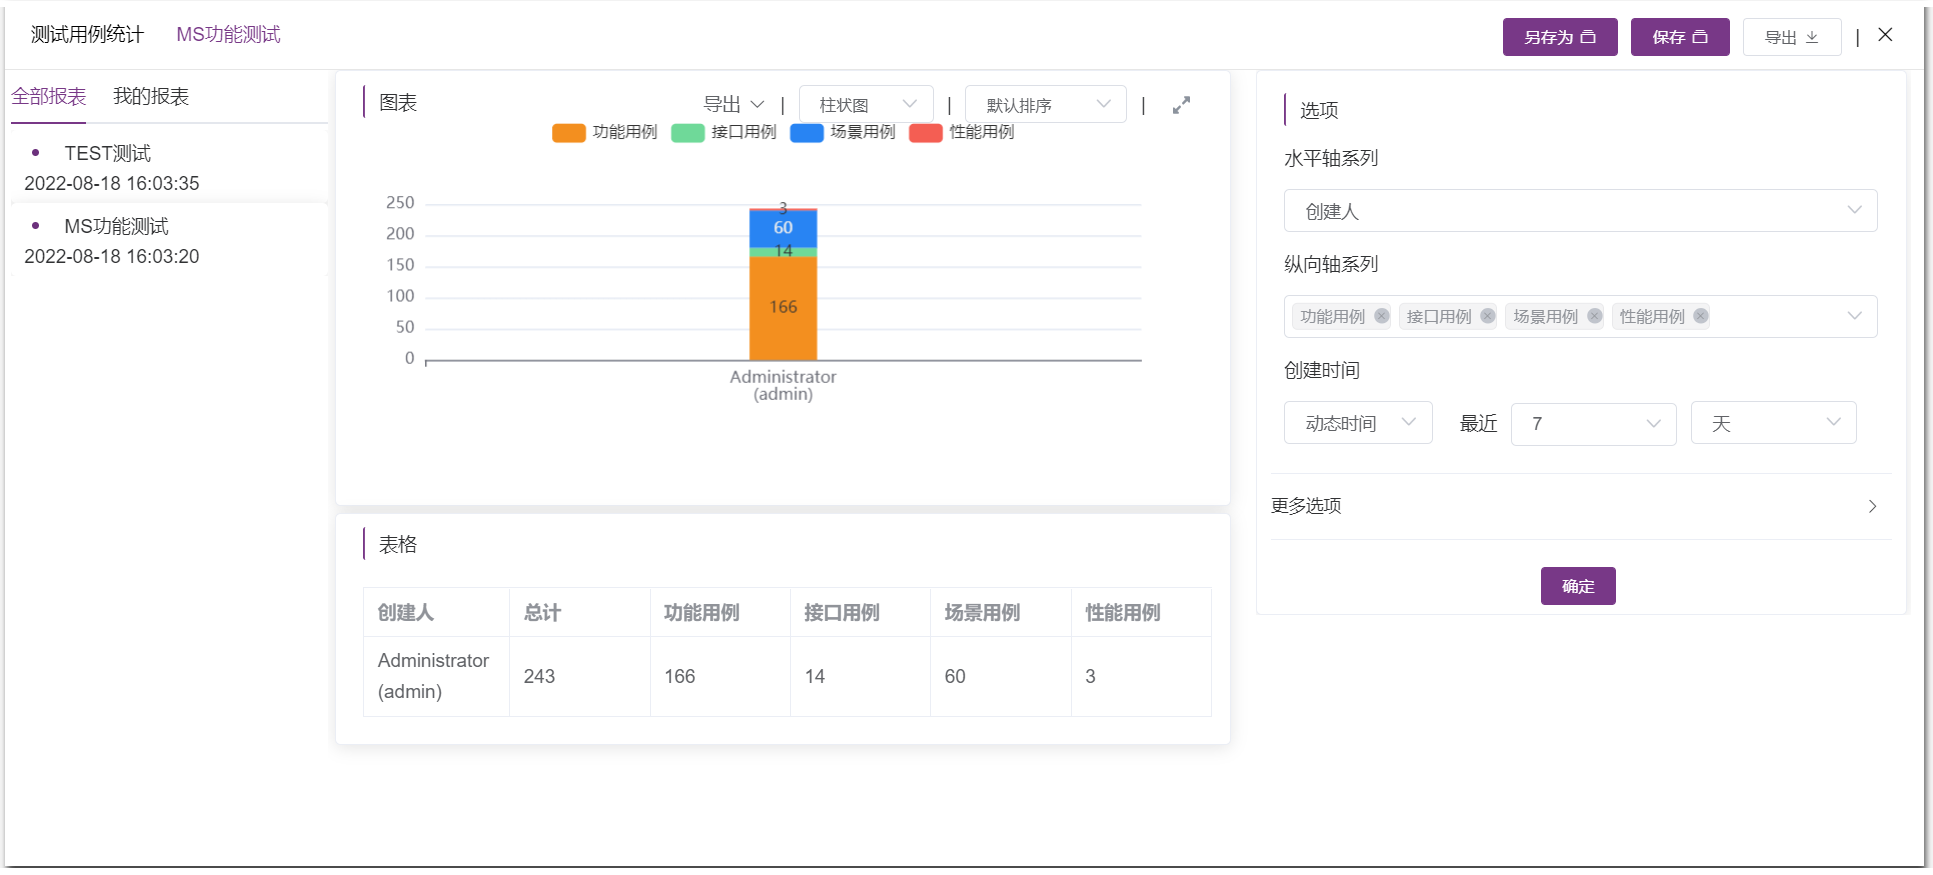 测试用例统计 MS功能测试
另存为 保存 导出 |
全部报表 我的报表
TEST测试
2022-08-18 16:03:35
MS功能测试
2022-08-18 16:03:20
图表
导出 | 柱状图 | 默认排序 |
功能用例 接口用例 场景用例 性能用例
250
200
150
100
50
0
3
60
14
166
Administrator
(admin)
表格
创建人 总计 功能用例 接口用例 场景用例 性能用例
Administrator
(admin) 243 166 14 60 3
选项
水平轴系列
创建人
纵向轴系列
功能用例 接口用例 场景用例 性能用例
创建时间
动态时间 最近 7 天
更多选项
确定